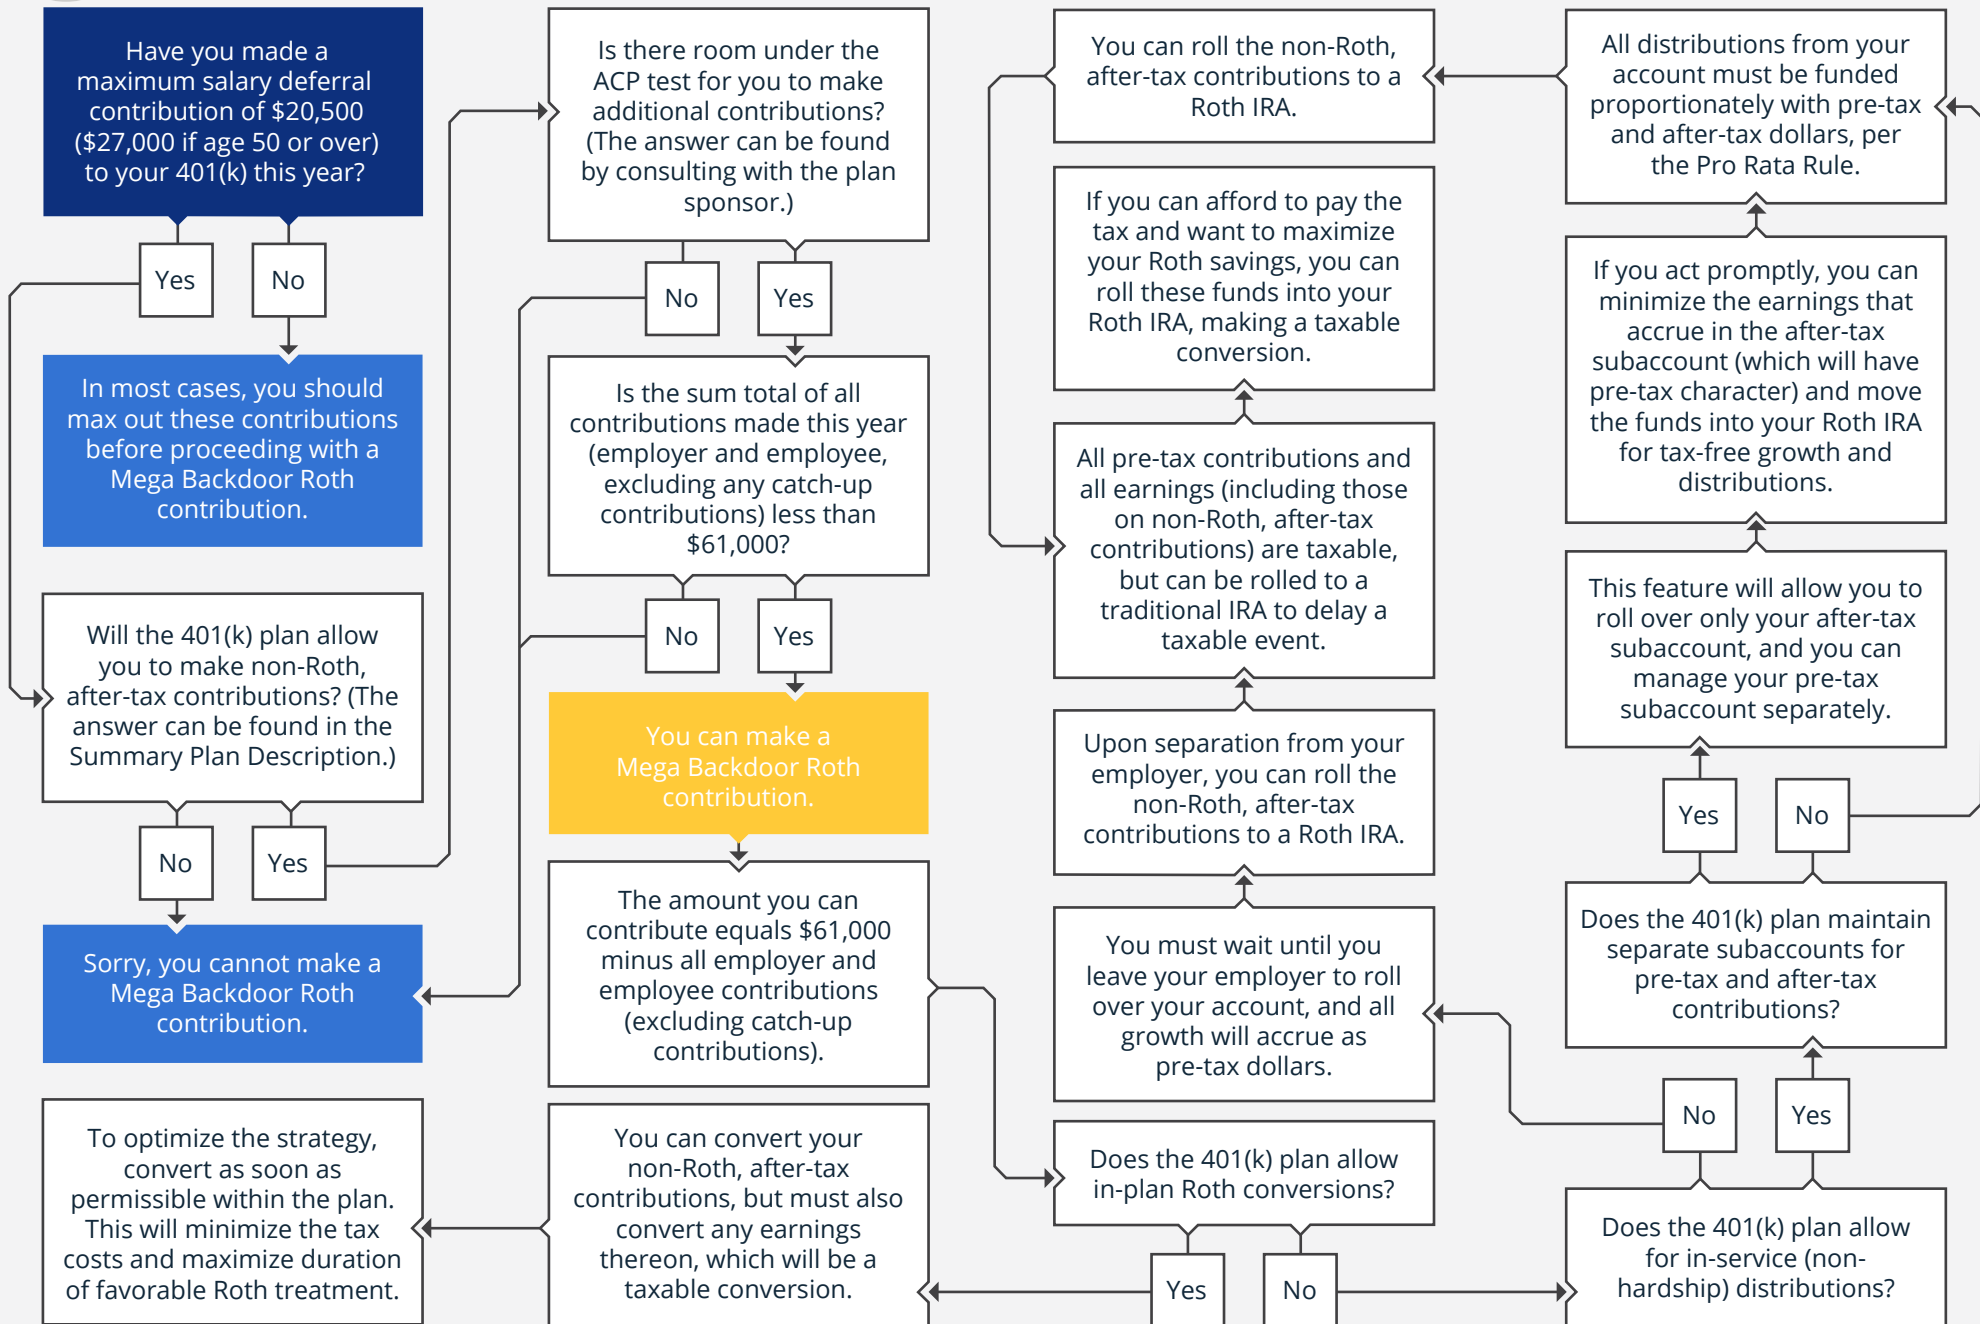 Have you made a
maximum salary deferral
contribution of $20,500
($27,000 if age 50 or over)
to your 401(k) this year?
Yes
No
In most cases, you should
max out these contributions
before proceeding with a
Mega Backdoor Roth
contribution.
Will the 401(k) plan allow
you to make non-Roth,
after-tax contributions? (The
answer can be found in the
Summary Plan Description.)
No
Yes
Sorry, you cannot make a
Mega Backdoor Roth
contribution.
Is there room under the
ACP test for you to make
additional contributions?
(The answer can be found
by consulting with the plan
sponsor.)
No
Yes
Is the sum total of all
contributions made this year
(employer and employee,
excluding any catch-up
contributions) less than
$61,000?
No
Yes
You can make a
Mega Backdoor Roth
contribution.
The amount you can
contribute equals $61,000
minus all employer and
employee contributions
(excluding catch-up
contributions).
Does the 401(k) plan allow
in-plan Roth conversions?
Yes
No
You can convert your
non-Roth, after-tax
contributions, but must also
convert any earnings
thereon, which will be a
taxable conversion.
To optimize the strategy,
convert as soon as
permissible within the plan.
This will minimize the tax
costs and maximize duration
of favorable Roth treatment.
Does the 401(k) plan allow
for in-service (non-
hardship) distributions?
No
Yes
You must wait until you
leave your employer to roll
over your account, and all
growth will accrue as
pre-tax dollars.
Upon separation from your
employer, you can roll the
non-Roth, after-tax
contributions to a Roth IRA.
Does the 401(k) plan maintain
separate subaccounts for
pre-tax and after-tax
contributions?
Yes
No
This feature will allow you to
roll over only your after-tax
subaccount, and you can
manage your pre-tax
subaccount separately.
If you act promptly, you can
minimize the earnings that
accrue in the after-tax
subaccount (which will have
pre-tax character) and move
the funds into your Roth IRA
for tax-free growth and
distributions.
All distributions from your
account must be funded
proportionately with pre-tax
and after-tax dollars, per
the Pro Rata Rule.
You can roll the non-Roth,
after-tax contributions to a
Roth IRA.
All pre-tax contributions and
all earnings (including those
on non-Roth, after-tax
contributions) are taxable,
but can be rolled to a
traditional IRA to delay a
taxable event.
If you can afford to pay the
tax and want to maximize
your Roth savings, you can
roll these funds into your
Roth IRA, making a taxable
conversion.